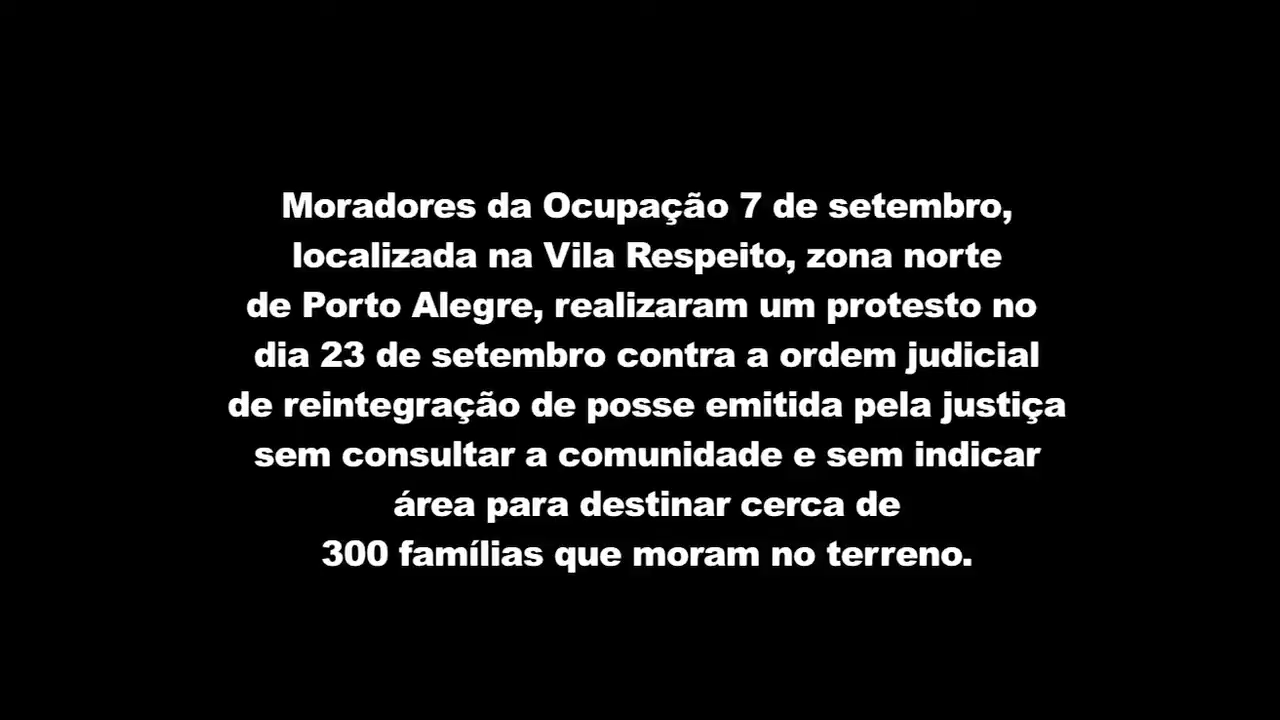 Moradores da Ocupação 7 de setembro,
localizada na Vila Respeito, zona norte
de Porto Alegre, realizaram um protesto no
dia 23 de setembro contra a ordem judicial
de reintegração de posse emitida pela justiça
sem consultar a comunidade e sem indicar
área para destinar cerca de
300 famílias que moram no terreno.